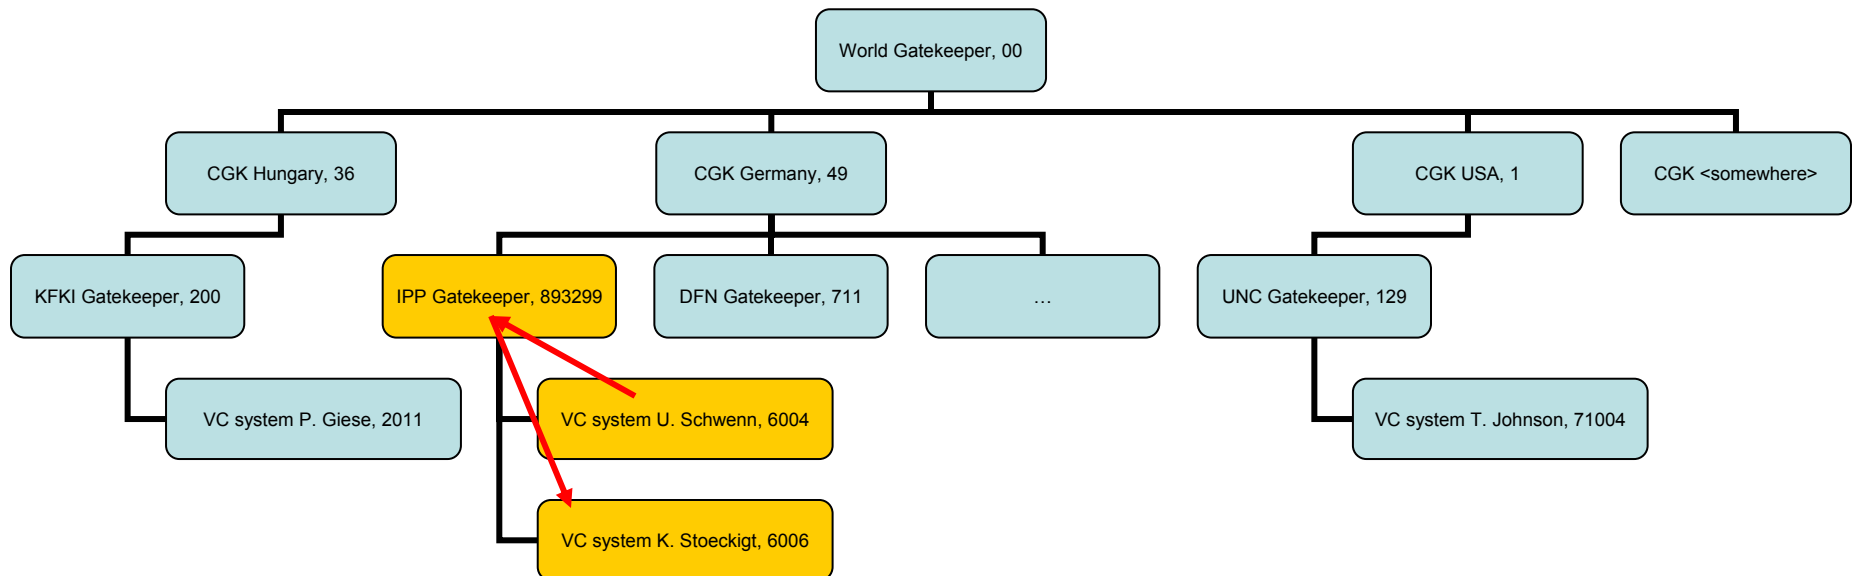 World Gatekeeper, 00
CGK Hungary, 36
CGK Germany, 49
CGK USA, 1
CGK <somewhere>
KFKI Gatekeeper, 200
IPP Gatekeeper, 893299
DFN Gatekeeper, 711
...
UNC Gatekeeper, 129
VC system P. Giese, 2011
VC system U. Schwenn, 6004
VC system T. Johnson, 71004
VC system K. Stoeckigt, 6006